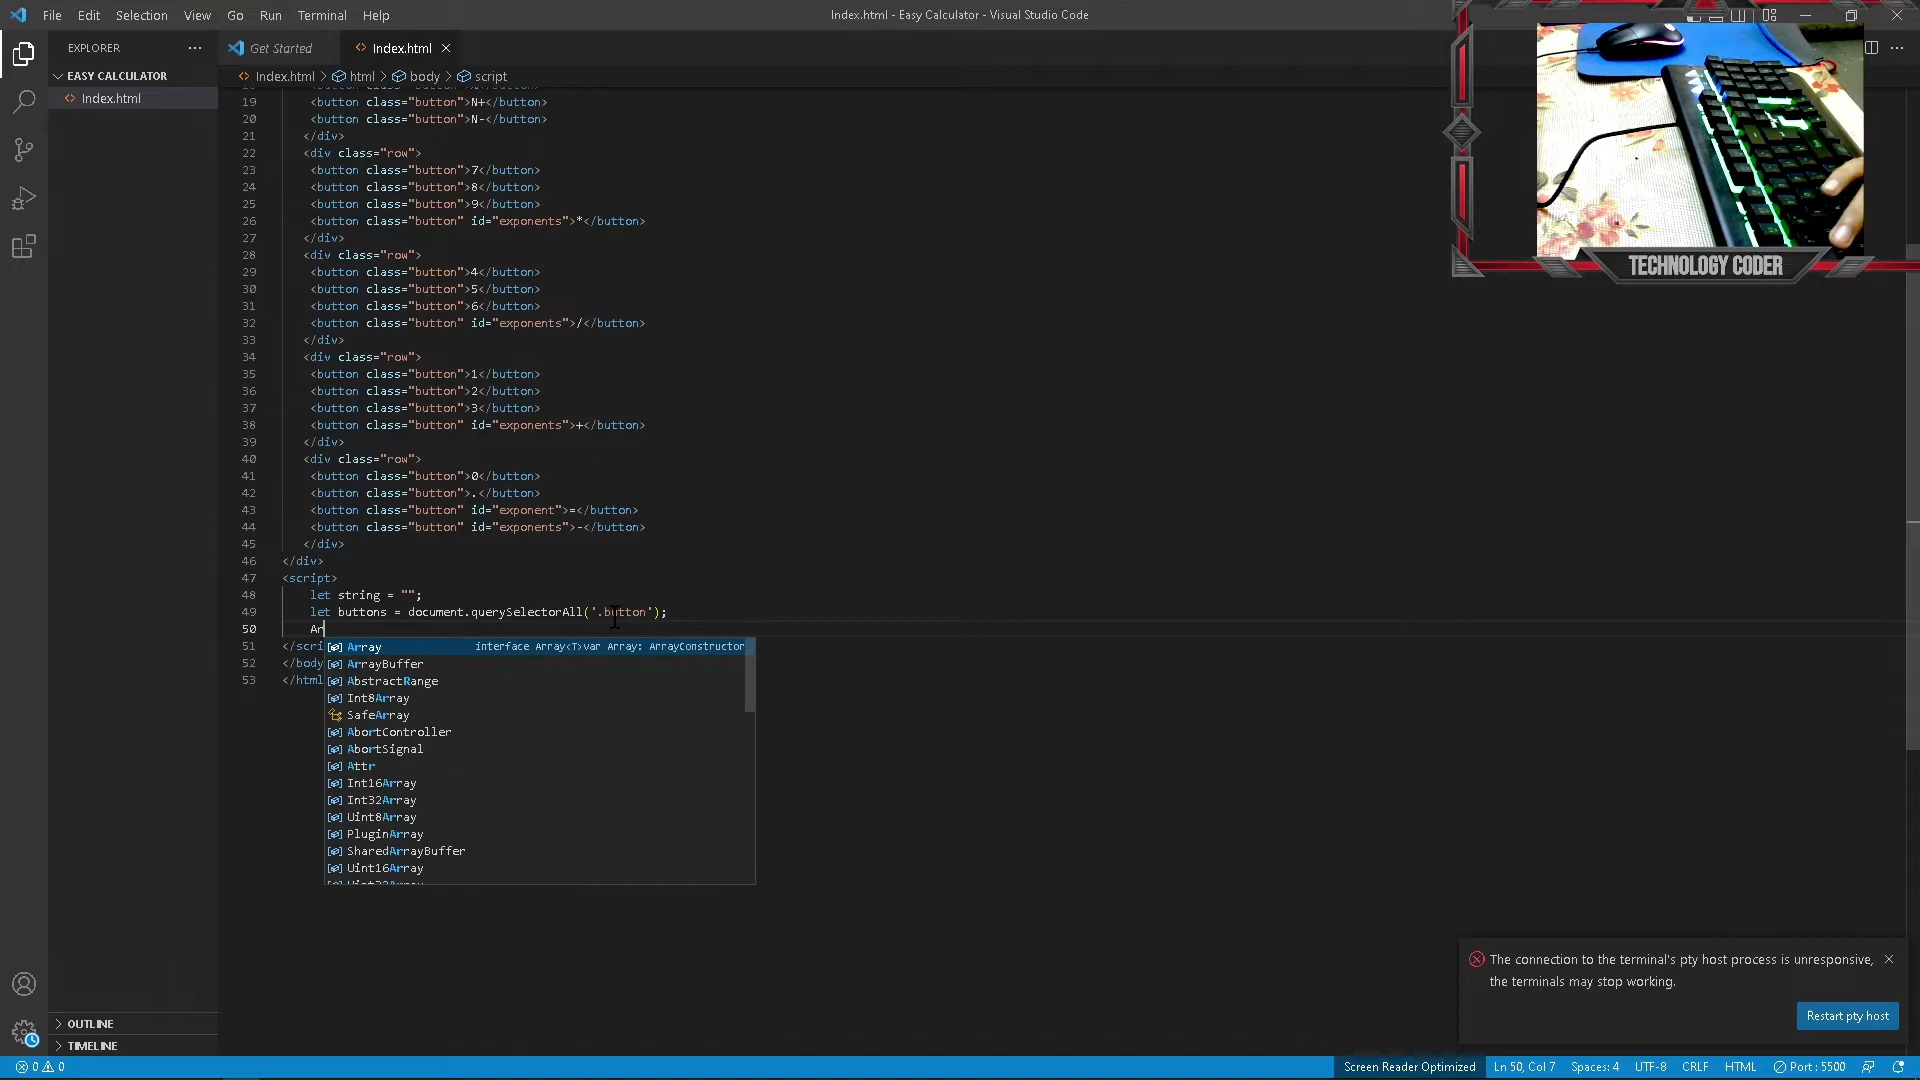 File Edit Selection View Go Run Terminal Help
Index.html - Easy Calculator - Visual Studio Code
EXPLORER
Get Started
Index.html
EASY CALCULATOR
Index.html > html > body > script
Index.html
19 <button class="button">N+</button>
20 <button class="button">N-</button>
21 </div>
22 <div class="row">
23 <button class="button">7</button>
24 <button class="button">8</button>
25 <button class="button">9</button>
26 <button class="button" id="exponents">*</button>
27 </div>
28 <div class="row">
29 <button class="button">4</button>
30 <button class="button">5</button>
31 <button class="button">6</button>
32 <button class="button" id="exponents">/</button>
33 </div>
34 <div class="row">
35 <button class="button">1</button>
36 <button class="button">2</button>
37 <button class="button">3</button>
38 <button class="button" id="exponents">+</button>
39 </div>
40 <div class="row">
41 <button class="button">0</button>
42 <button class="button">.</button>
43 <button class="button" id="exponent">=</button>
44 <button class="button" id="exponents">-</button>
45 </div>
46 </div>
47 <script>
48 let string = "";
49 let buttons = document.querySelectorAll('.button');
50 Ar
51 </scri
52 </body
53 </html
Array interface Array<T>var Array: ArrayConstructor
ArrayBuffer
AbstractRange
Int8Array
SafeArray
AbortController
AbortSignal
Attr
Int16Array
Int32Array
Uint8Array
PluginArray
SharedArrayBuffer
Uint16Array
TECHNOLOGY CODER
The connection to the terminal's pty host process is unresponsive,
the terminals may stop working.
Restart pty host
OUTLINE
TIMELINE
0 0
Screen Reader Optimized Ln 50, Col 7 Spaces: 4 UTF-8 CRLF HTML Port : 5500